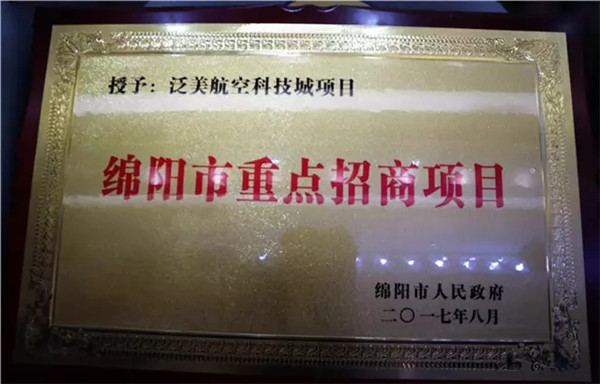 授予：泛美航空科技城项目
绵阳市重点招商项目
绵阳市人民政府
二〇一七年八月